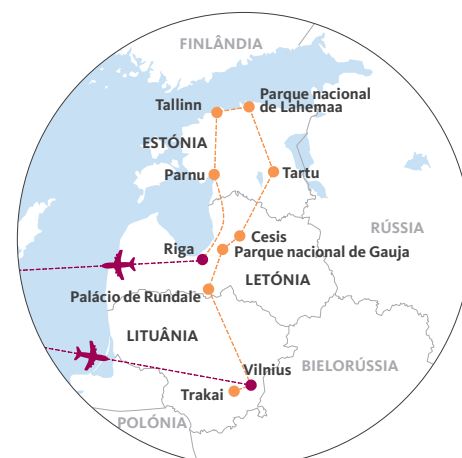 FINLÂNDIA
Parque nacional
de Lahemaa
Tallinn
ESTÓNIA
Parnu
Tartu
RÚSSIA
Cesis
Riga
Parque nacional de Gauja
LETÓNIA
Palácio de Rundale
LITUÂNIA
Vilnius
BIELORÚSSIA
Trakai
POLÓNIA